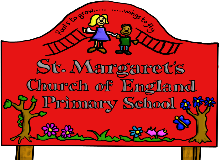 St. Margaret's
Church of England
Primary School